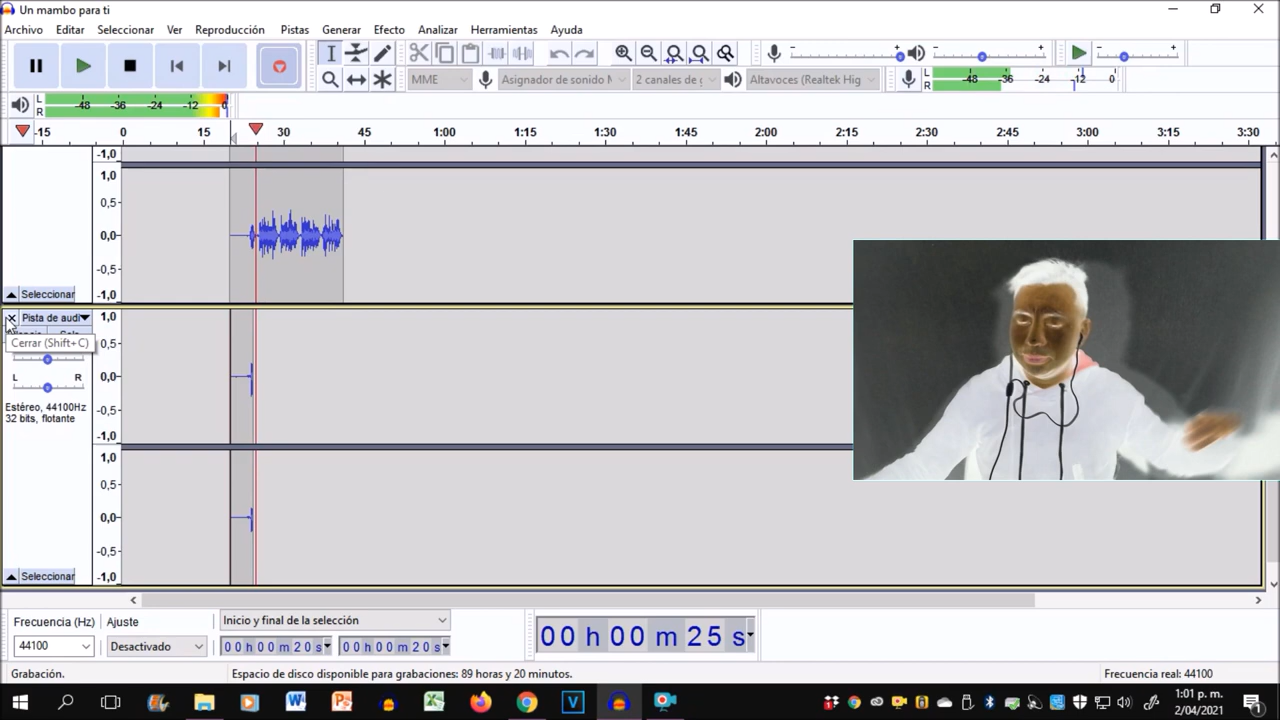 Un mambo para ti
Archivo Editar Seleccionar Ver Reproducción Pistas Generar Efecto Analizar Herramientas Ayuda
MME Asignador de sonido 2 canales de Altavoces (Realtek Hig
L R -48 -36 -24 -12 0
L R -48 -36 -24 -12 0
-15 0 15 30 45 1:00 1:15 1:30 1:45 2:00 2:15 2:30 2:45 3:00 3:15 3:30
-1,0
1,0
0,5
0,0
-0,5
Seleccionar -1,0
Pista de audi 1,0
Cerrar (Shift+C) 0,5
L R 0,0
Estéreo, 44100Hz
32 bits, flotante -0,5
-1,0
1,0
0,5
0,0
-0,5
Seleccionar -1,0
Frecuencia (Hz) Ajuste Inicio y final de la selección
44100 Desactivado 00h00m20s 00h00m20s 00 h 00 m 25 s
Grabación. Espacio de disco disponible para grabaciones: 89 horas y 20 minutos. Frecuencia real: 44100
1:01 p. m.
2/04/2021